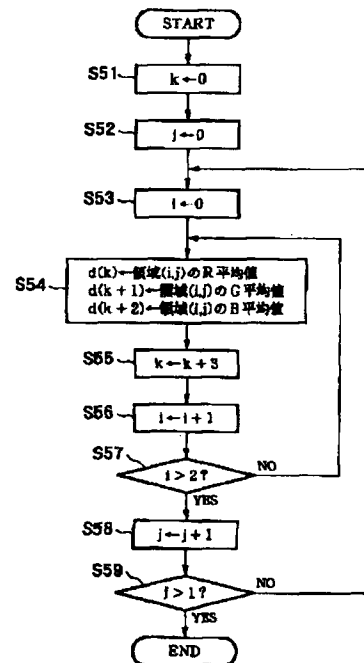 START
S51
k←0
S52
j←0
S53
i←0
S54
d(k)←領域(i,j)のR平均値
d(k+1)←領域(i,j)のG平均値
d(k+2)←領域(i,j)のB平均値
S55
k←k+3
S56
i←i+1
S57
i>2?
NO
YES
S58
j←j+1
S59
j>1?
NO
YES
END